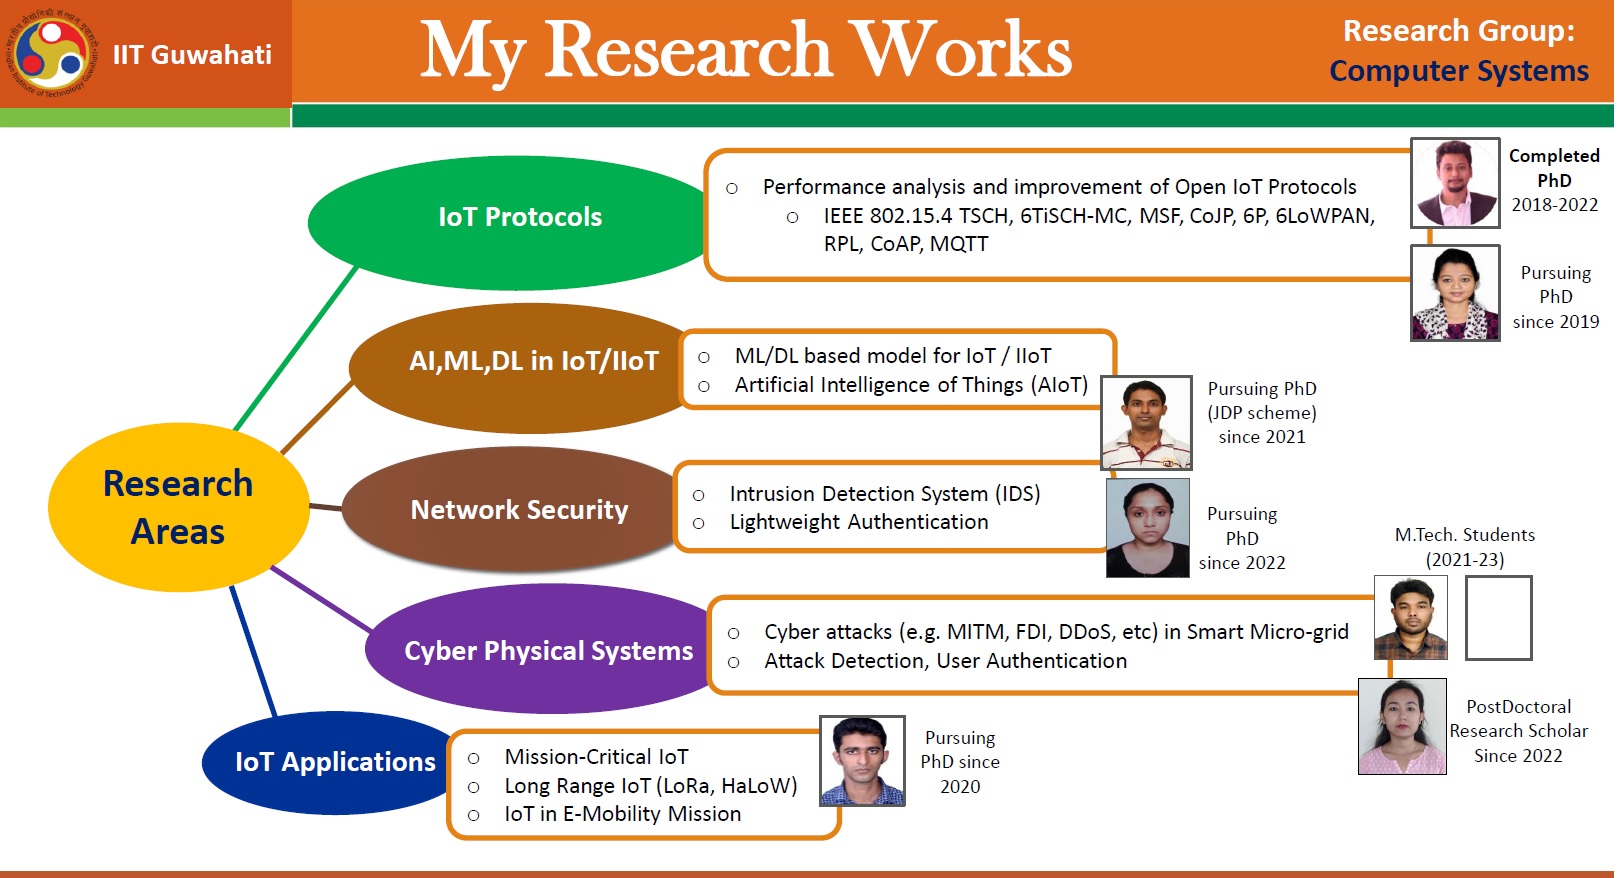 IIT Guwahati
My Research Works
Research Group:
Computer Systems
भारतीय प्रौद्योगिकी संस्थान गुवाहाटी
Indian Institute of Technology Guwahati
IoT Protocols
o Performance analysis and improvement of Open IoT Protocols
o IEEE 802.15.4 TSCH, 6TiSCH-MC, MSF, CoJP, 6P, 6LoWPAN,
RPL, CoAP, MQTT
Completed
PhD
2018-2022
Pursuing
PhD
since 2019
AI,ML,DL in IoT/IIoT
o ML/DL based model for IoT / IIoT
o Artificial Intelligence of Things (AIoT)
Pursuing PhD
(JDP scheme)
since 2021
Research
Areas
Network Security
o Intrusion Detection System (IDS)
o Lightweight Authentication
Pursuing
PhD
since 2022
M.Tech. Students
(2021-23)
Cyber Physical Systems
o Cyber attacks (e.g. MITM, FDI, DDoS, etc) in Smart Micro-grid
o Attack Detection, User Authentication
PostDoctoral
Research Scholar
Since 2022
IoT Applications
o Mission-Critical IoT
o Long Range IoT (LoRa, HaLoW)
o IoT in E-Mobility Mission
Pursuing
PhD since
2020